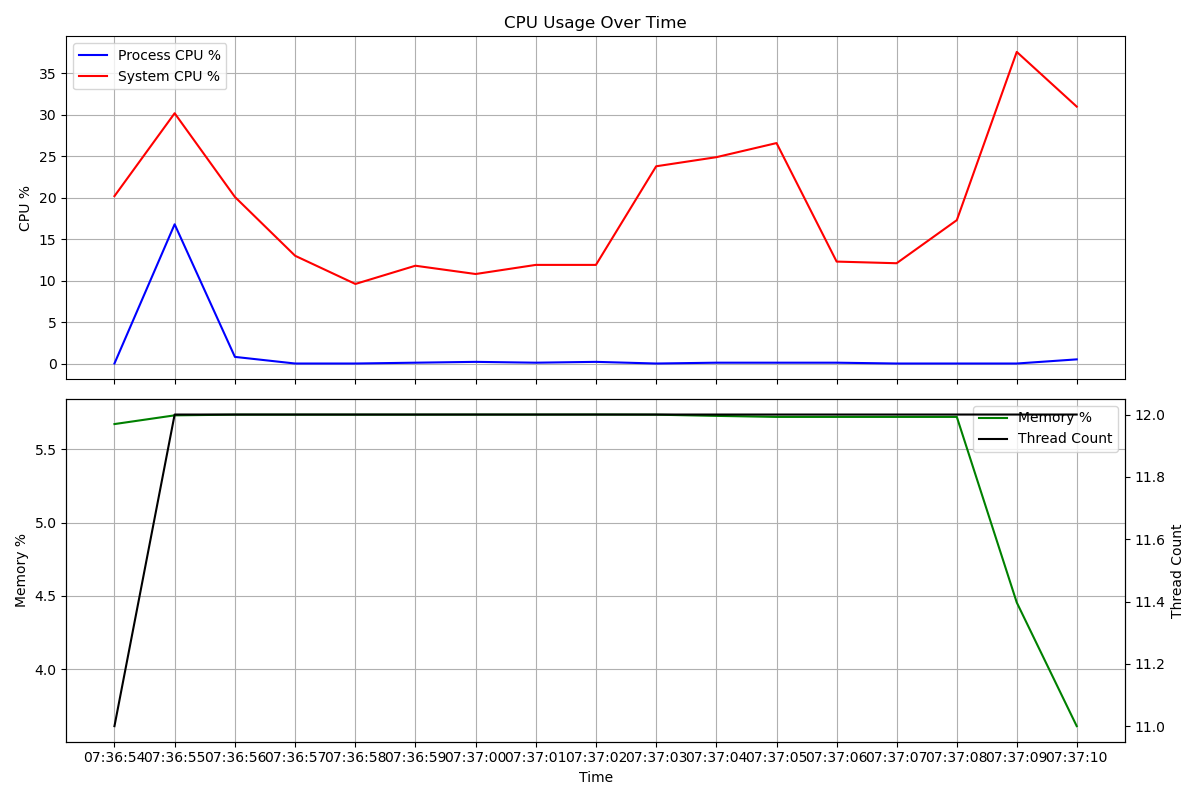 CPU Usage Over Time
Process CPU %
System CPU %
CPU %
35
30
25
20
15
10
5
0
Memory %
Thread Count
Memory %
5.5
5.0
4.5
4.0
12.0
11.8
11.6
11.4
11.2
11.0
Thread Count
07:36:54 07:36:55 07:36:56 07:36:57 07:36:58 07:36:59 07:37:00 07:37:01 07:37:02 07:37:03 07:37:04 07:37:05 07:37:06 07:37:07 07:37:08 07:37:09 07:37:10
Time